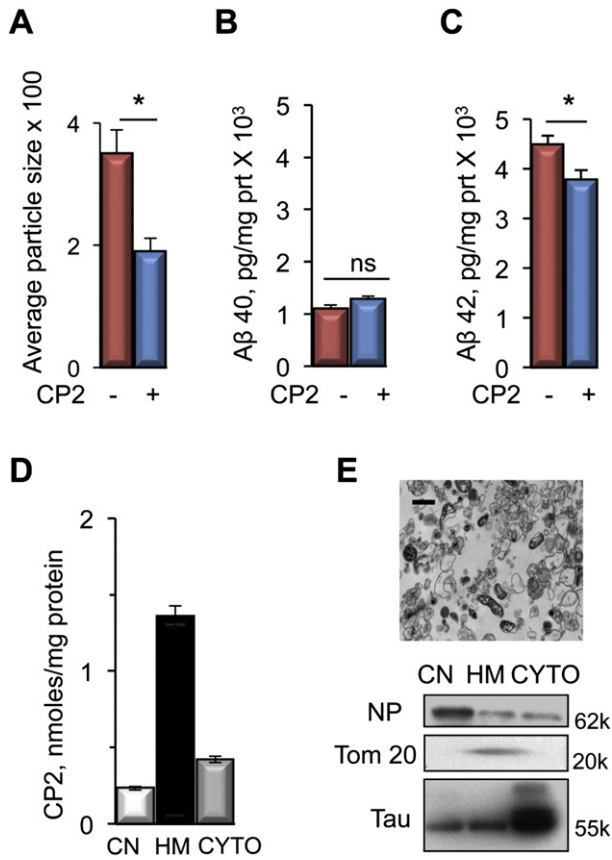 A
Average particle size x 100
4
2
0
*
CP2 - +
B
Aβ 40, pg/mg prt X 10³
5
4
3
2
1
0
ns
CP2 - +
C
Aβ 42, pg/mg prt X 10³
5
4
3
2
1
0
*
CP2 - +
D
CP2, nmoles/mg protein
2
1
0
CN HM CYTO
E
CN HM CYTO
NP 62k
Tom 20 20k
Tau 55k